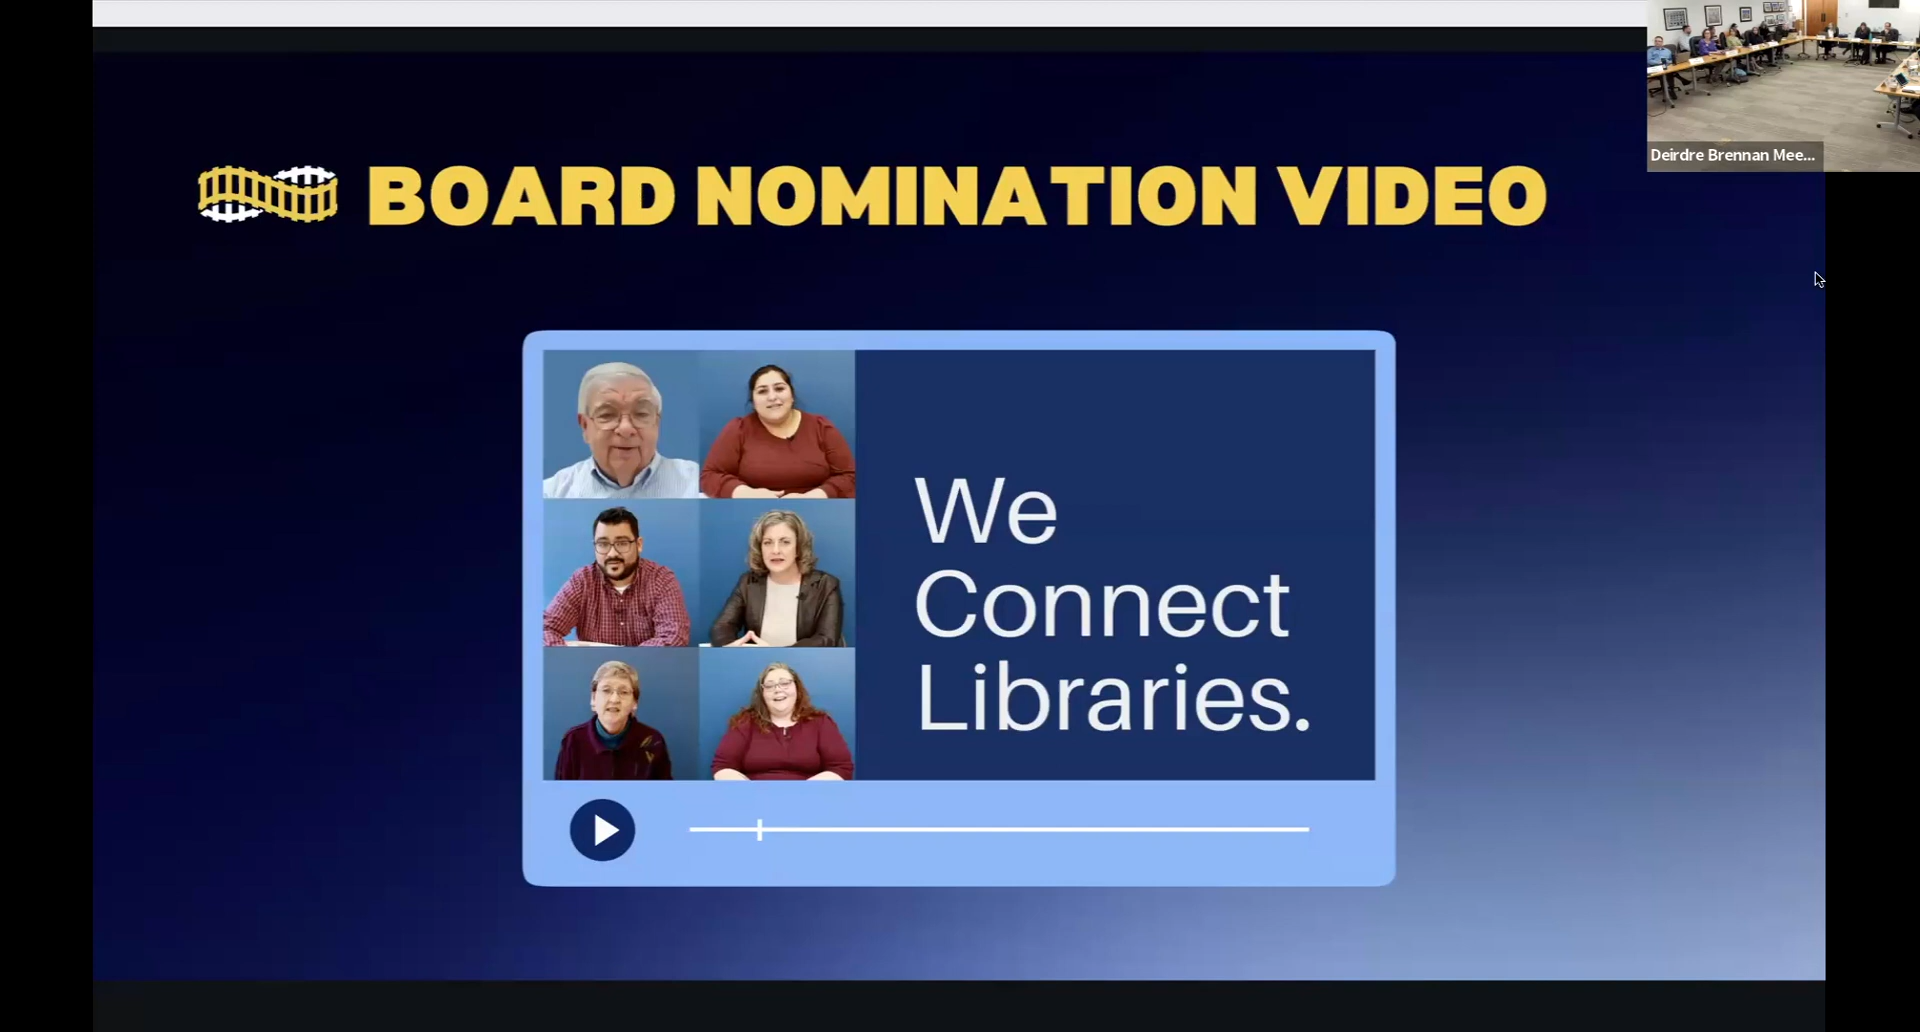 Deirdre Brennan Mee...
BOARD NOMINATION VIDEO
We
Connect
Libraries.